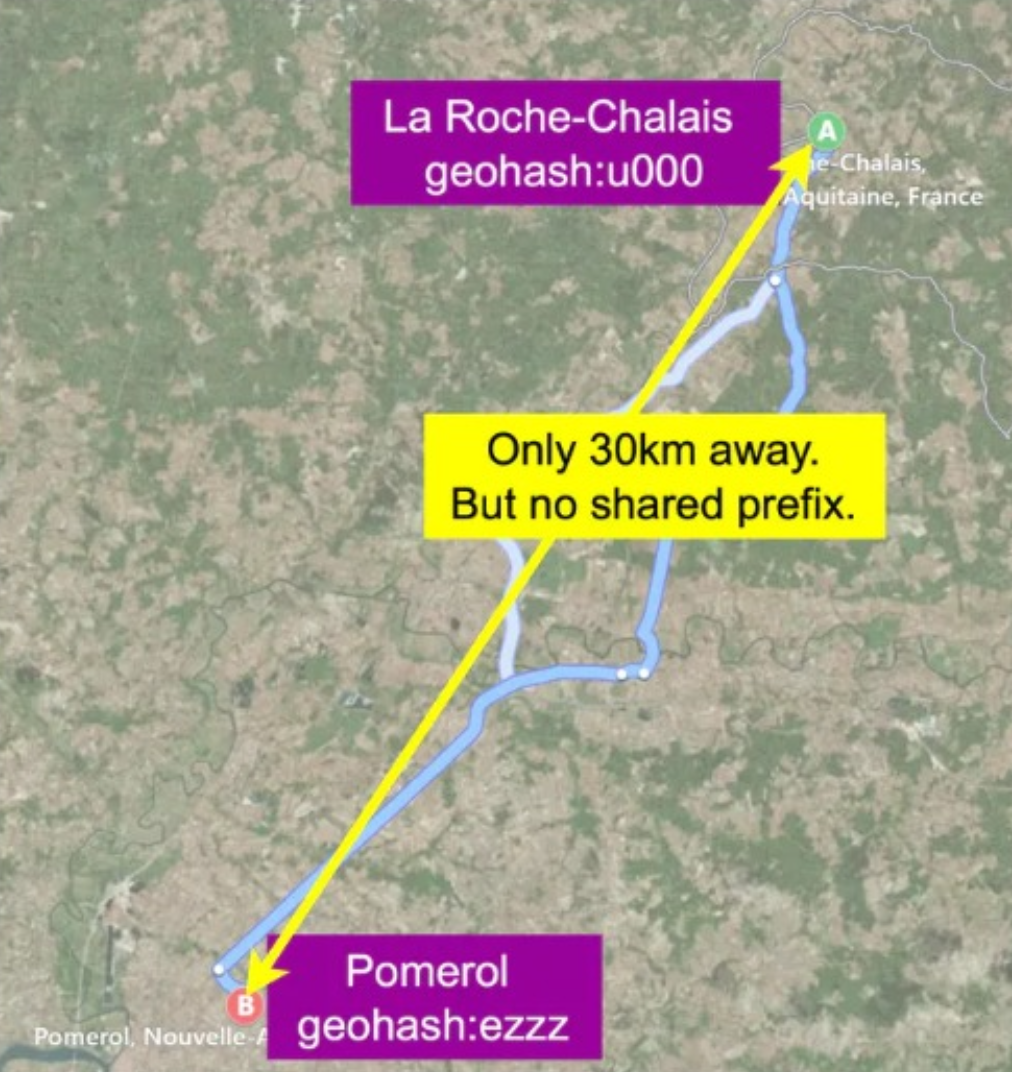 La Roche-Chalais
geohash:u000
A
he-Chalais,
Aquitaine, France
Only 30km away.
But no shared prefix.
Pomerol
geohash:ezzz
B
Pomerol, Nouvelle-A